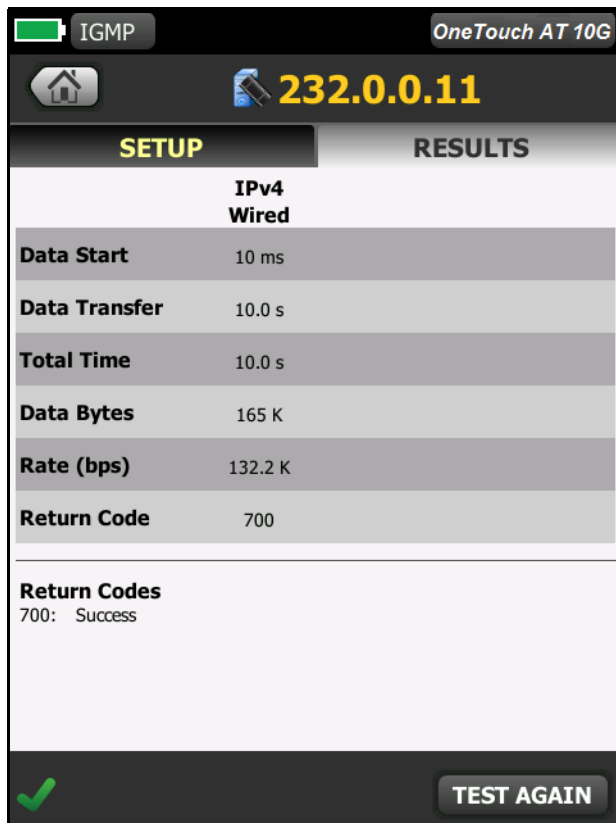 IGMP OneTouch AT 10G
232.0.0.11
SETUP RESULTS
IPv4
Wired
Data Start 10 ms
Data Transfer 10.0 s
Total Time 10.0 s
Data Bytes 165 K
Rate (bps) 132.2 K
Return Code 700
Return Codes
700: Success
TEST AGAIN